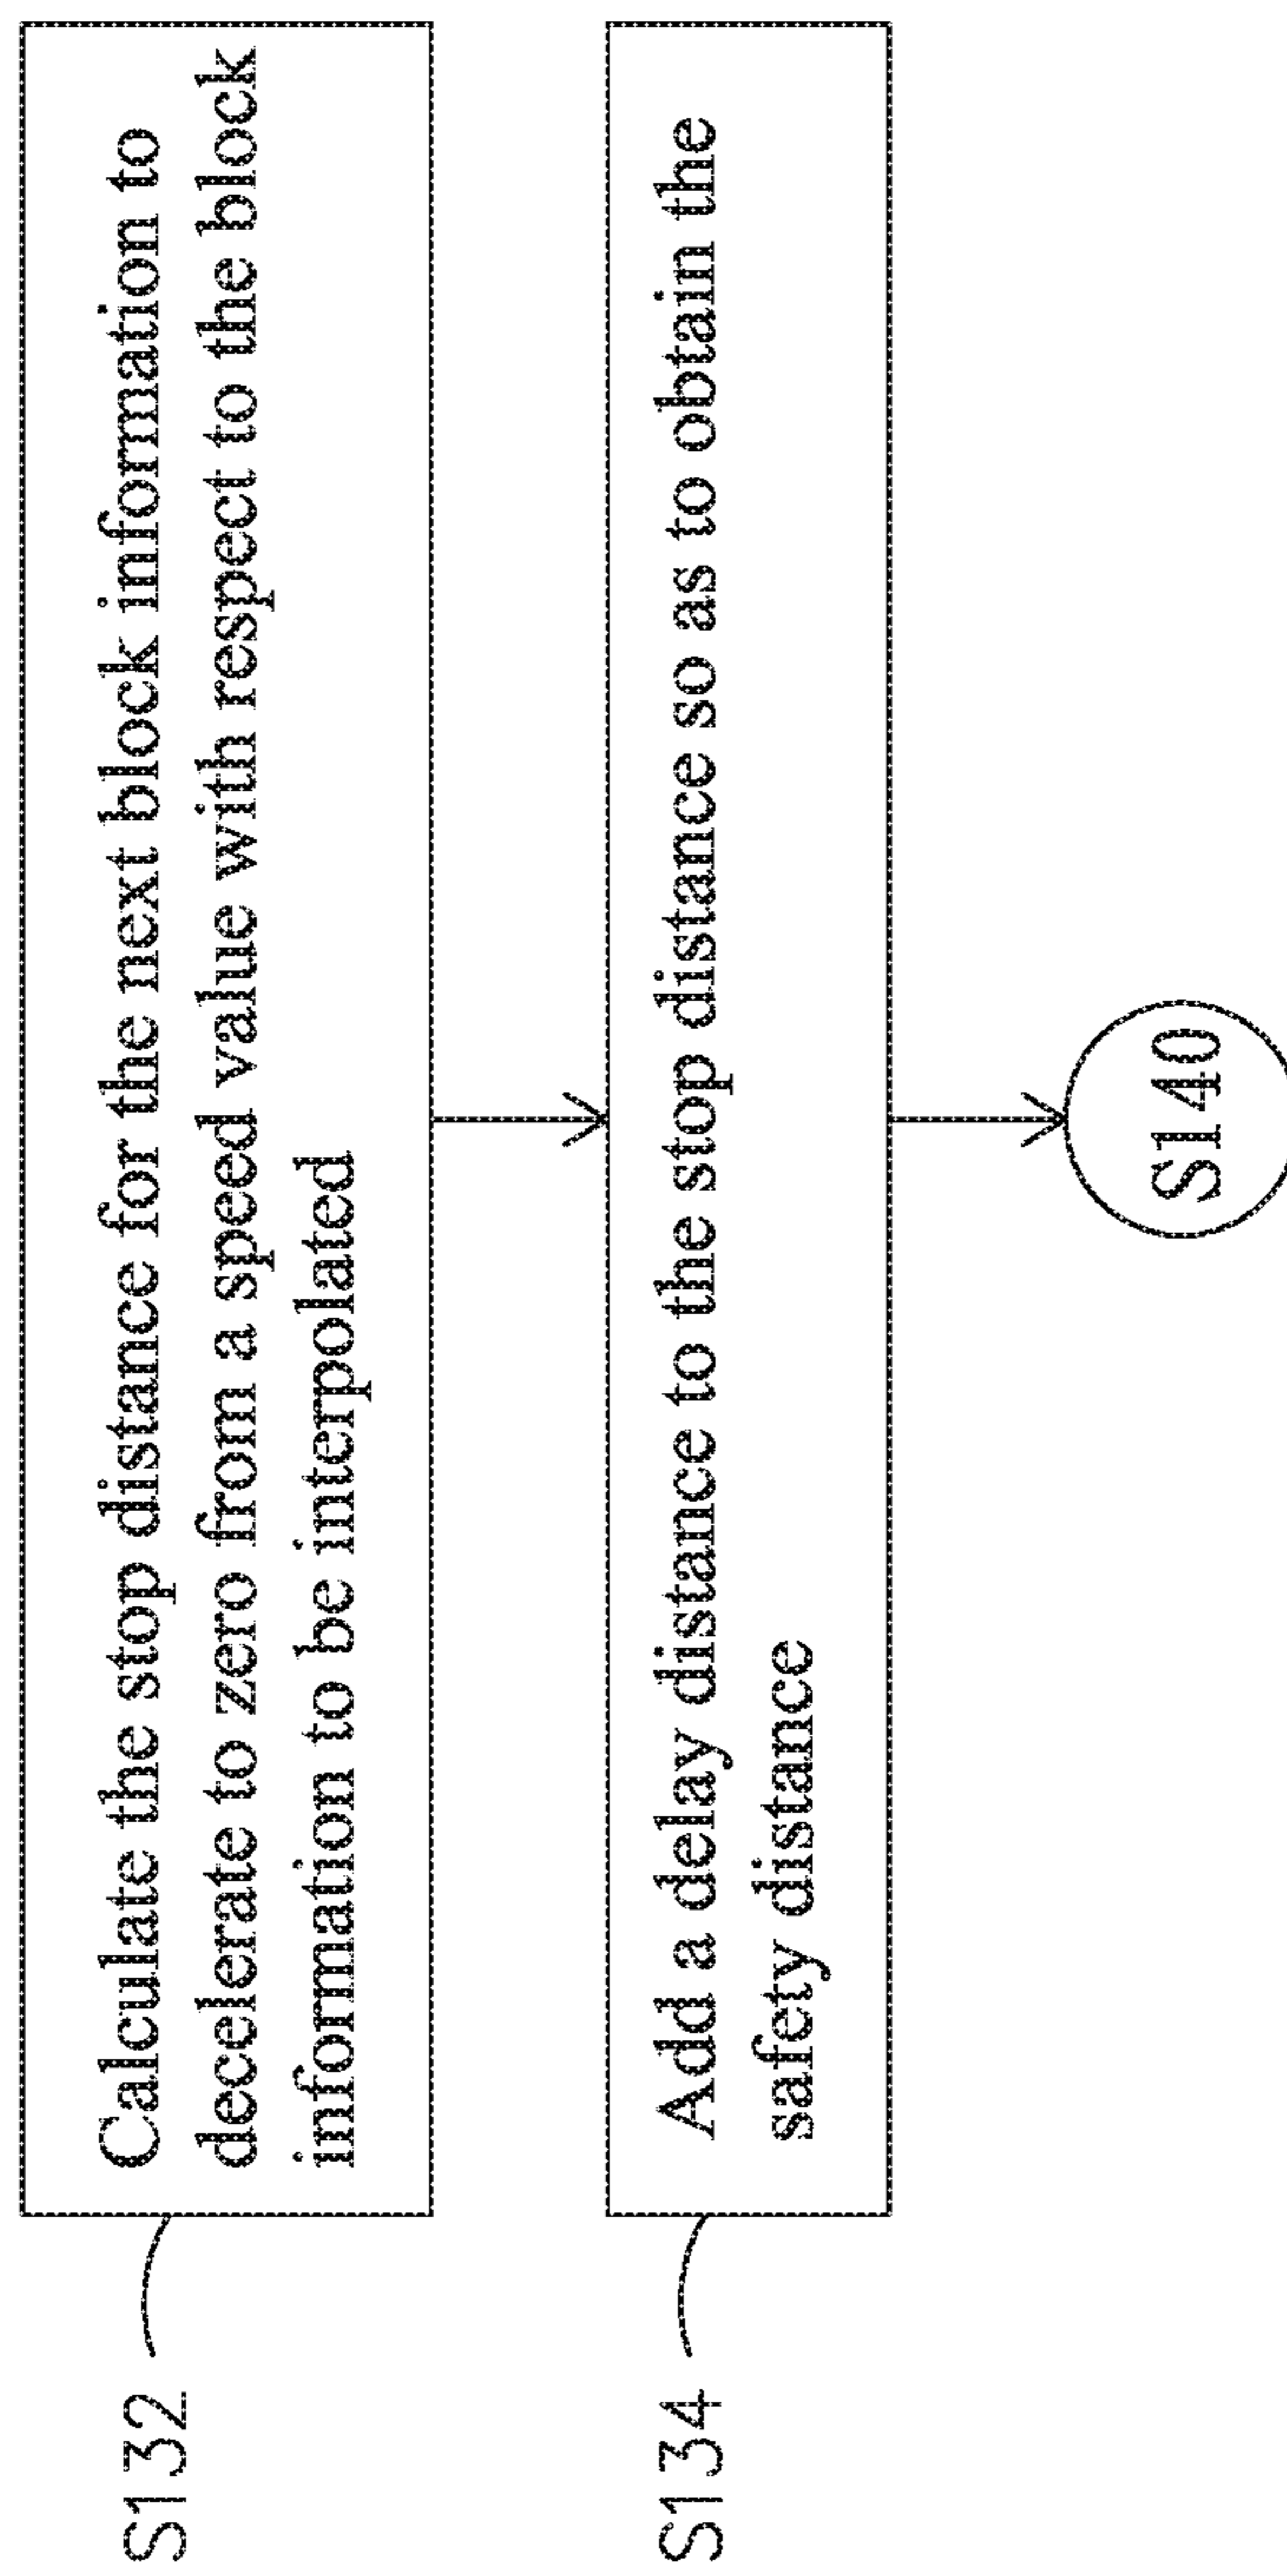 S132
Calculate the stop distance for the next block information to
decelerate to zero from a speed value with respect to the block
information to be interpolated
S134
Add a delay distance to the stop distance so as to obtain the
safety distance
S140